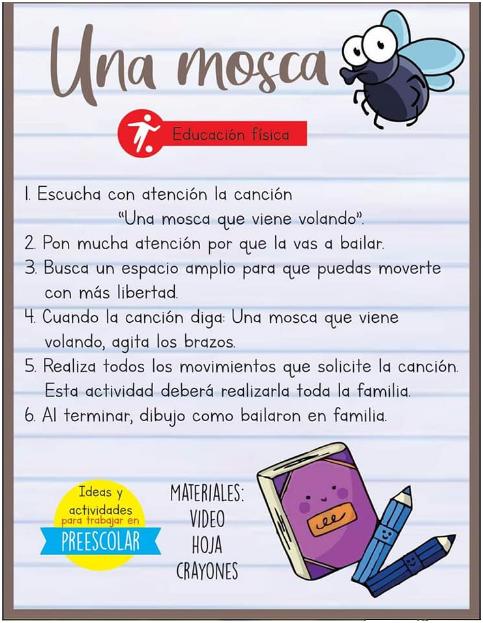 Una mosca
Educación física
1. Escucha con atención la canción
"Una mosca que viene volando".
2. Pon mucha atención por que la vas a bailar.
3. Busca un espacio amplio para que puedas moverte
con más libertad.
4. Cuando la canción diga: Una mosca que viene
volando, agita los brazos.
5. Realiza todos los movimientos que solicite la canción.
Esta actividad deberá realizarla toda la familia.
6. Al terminar, dibujo como bailaron en familia.
Ideas y
actividades
para trabajar en
PREESCOLAR
MATERIALES:
VIDEO
HOJA
CRAYONES